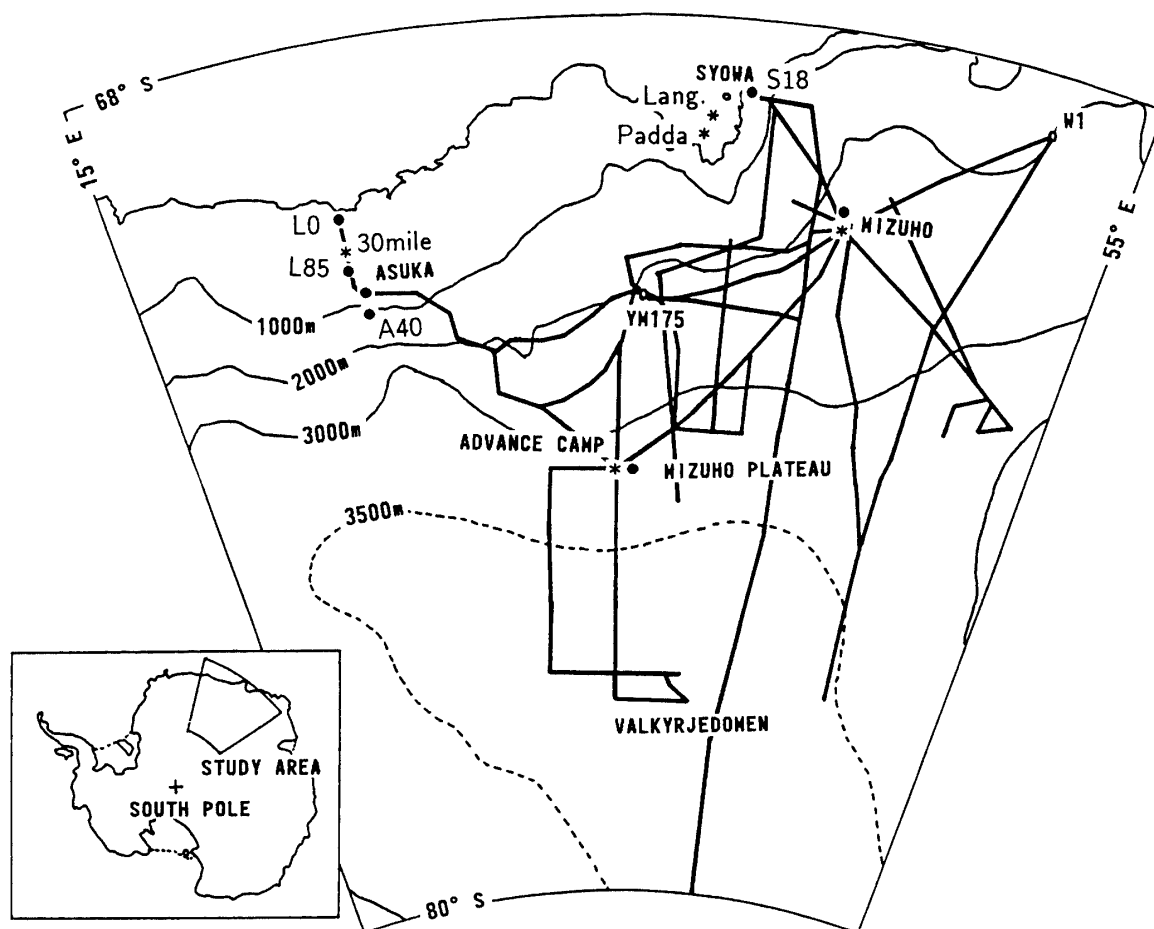 68° S
15° E
SYOWA
S18
Lang.
Padda
W1
L0
30mile
L85
ASUKA
A40
MIZUHO
55° E
YM175
1000m
2000m
3000m
ADVANCE CAMP
MIZUHO PLATEAU
3500m
VALKYRJEDOMEN
STUDY AREA
SOUTH POLE
80° S